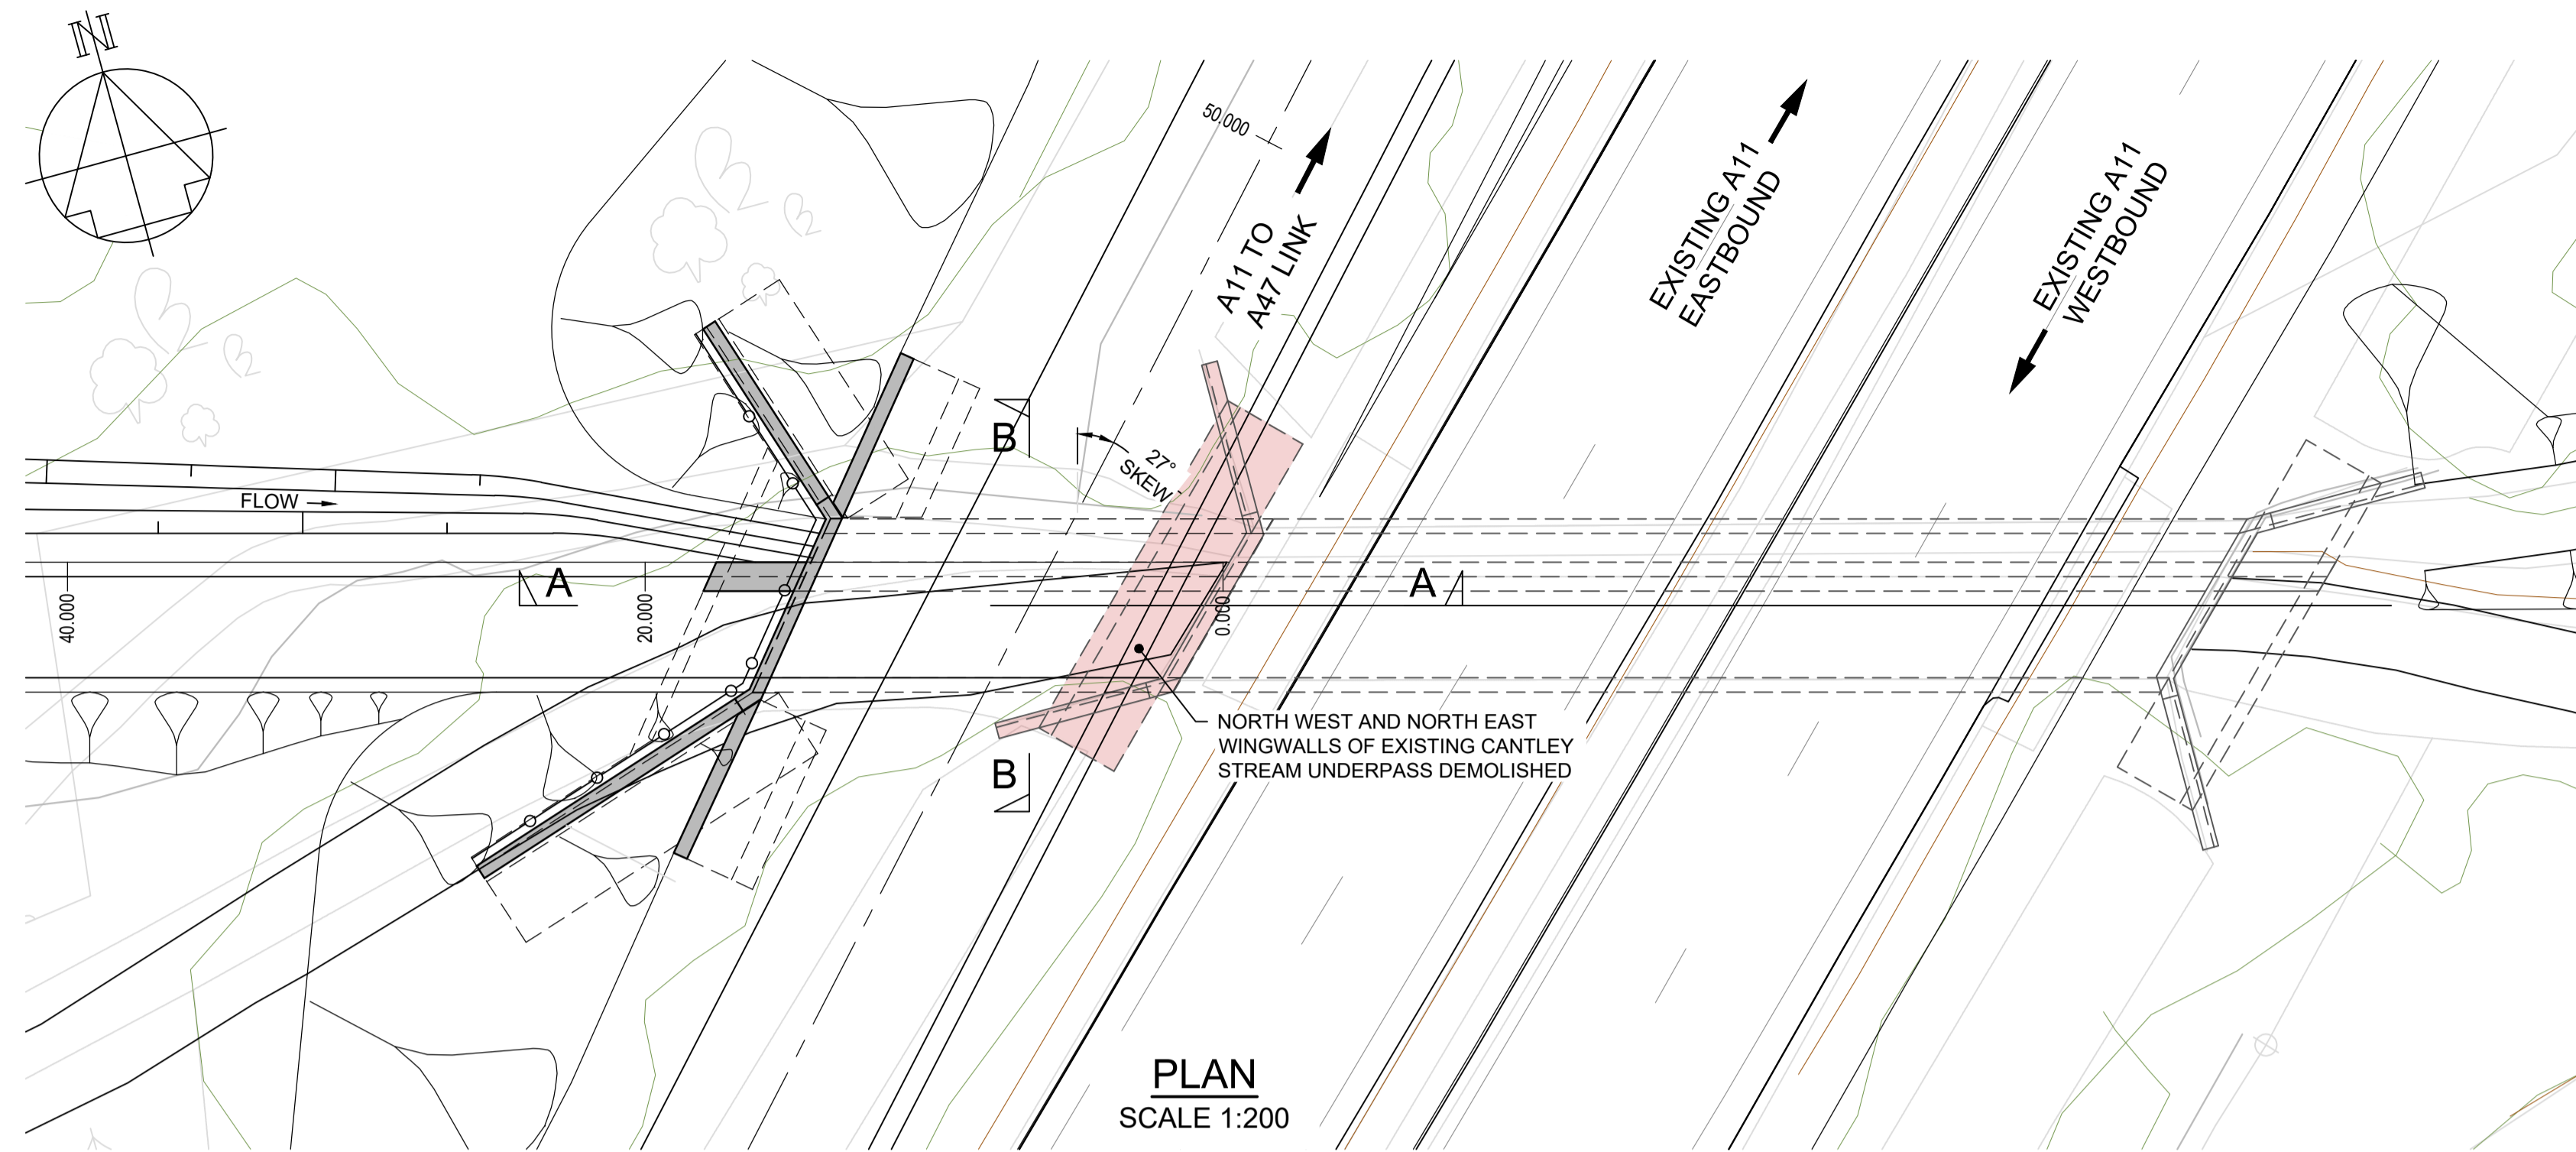 N
50.000
A11 TO
A47 LINK
EXISTING A11
EASTBOUND
EXISTING A11
WESTBOUND
B
27°
SKEW
FLOW
A
A
40.000
20.000
0.000
B
NORTH WEST AND NORTH EAST
WINGWALLS OF EXISTING CANTLEY
STREAM UNDERPASS DEMOLISHED
PLAN
SCALE 1:200